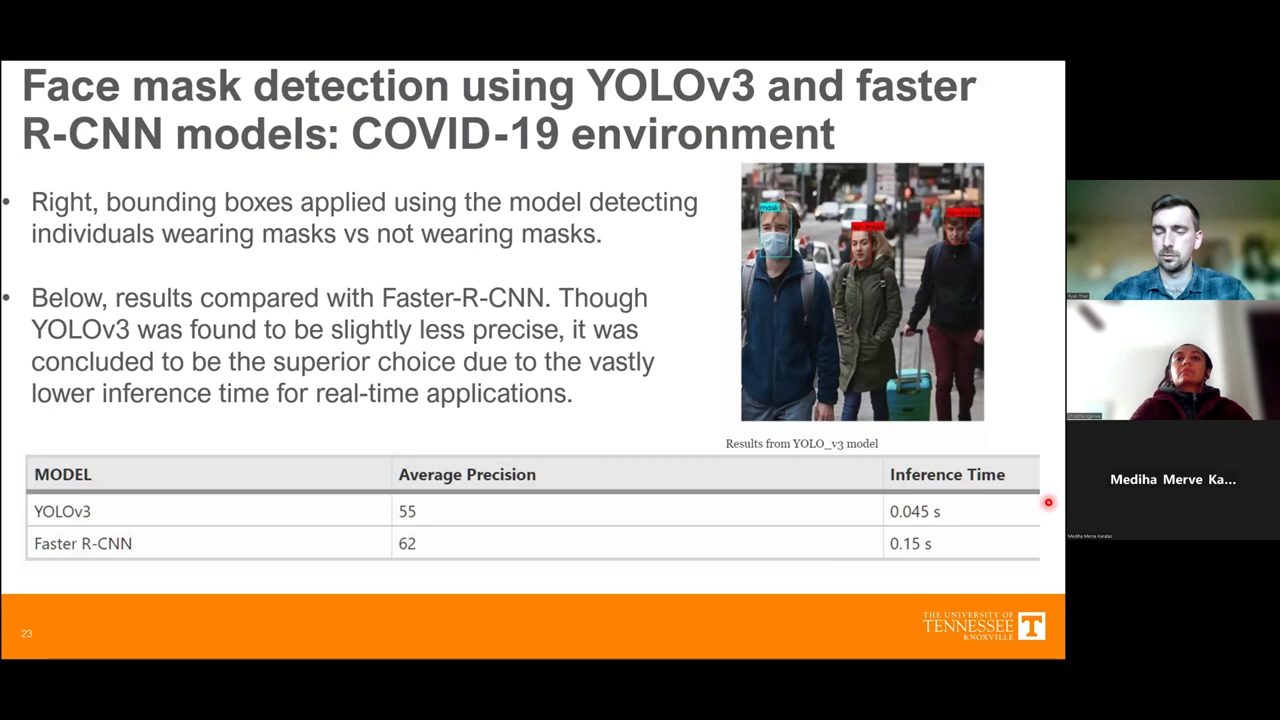 Face mask detection using YOLOv3 and faster
R-CNN models: COVID-19 environment
• Right, bounding boxes applied using the model detecting
individuals wearing masks vs not wearing masks.
• Below, results compared with Faster-R-CNN. Though
YOLOv3 was found to be slightly less precise, it was
concluded to be the superior choice due to the vastly
lower inference time for real-time applications.
mask
Results from YOLO_v3 model
MODEL Average Precision Inference Time
YOLOv3 55 0.045 s
Faster R-CNN 62 0.15 s
23
THE UNIVERSITY OF
TENNESSEE
KNOXVILLE
T
Mediha Merve Ka...
Mediha Merve Karatas